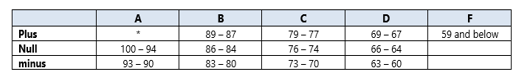 A B C D F
Plus * 89 – 87 79 – 77 69 – 67 59 and below
Null 100 – 94 86 – 84 76 – 74 66 – 64
minus 93 – 90 83 – 80 73 – 70 63 – 60